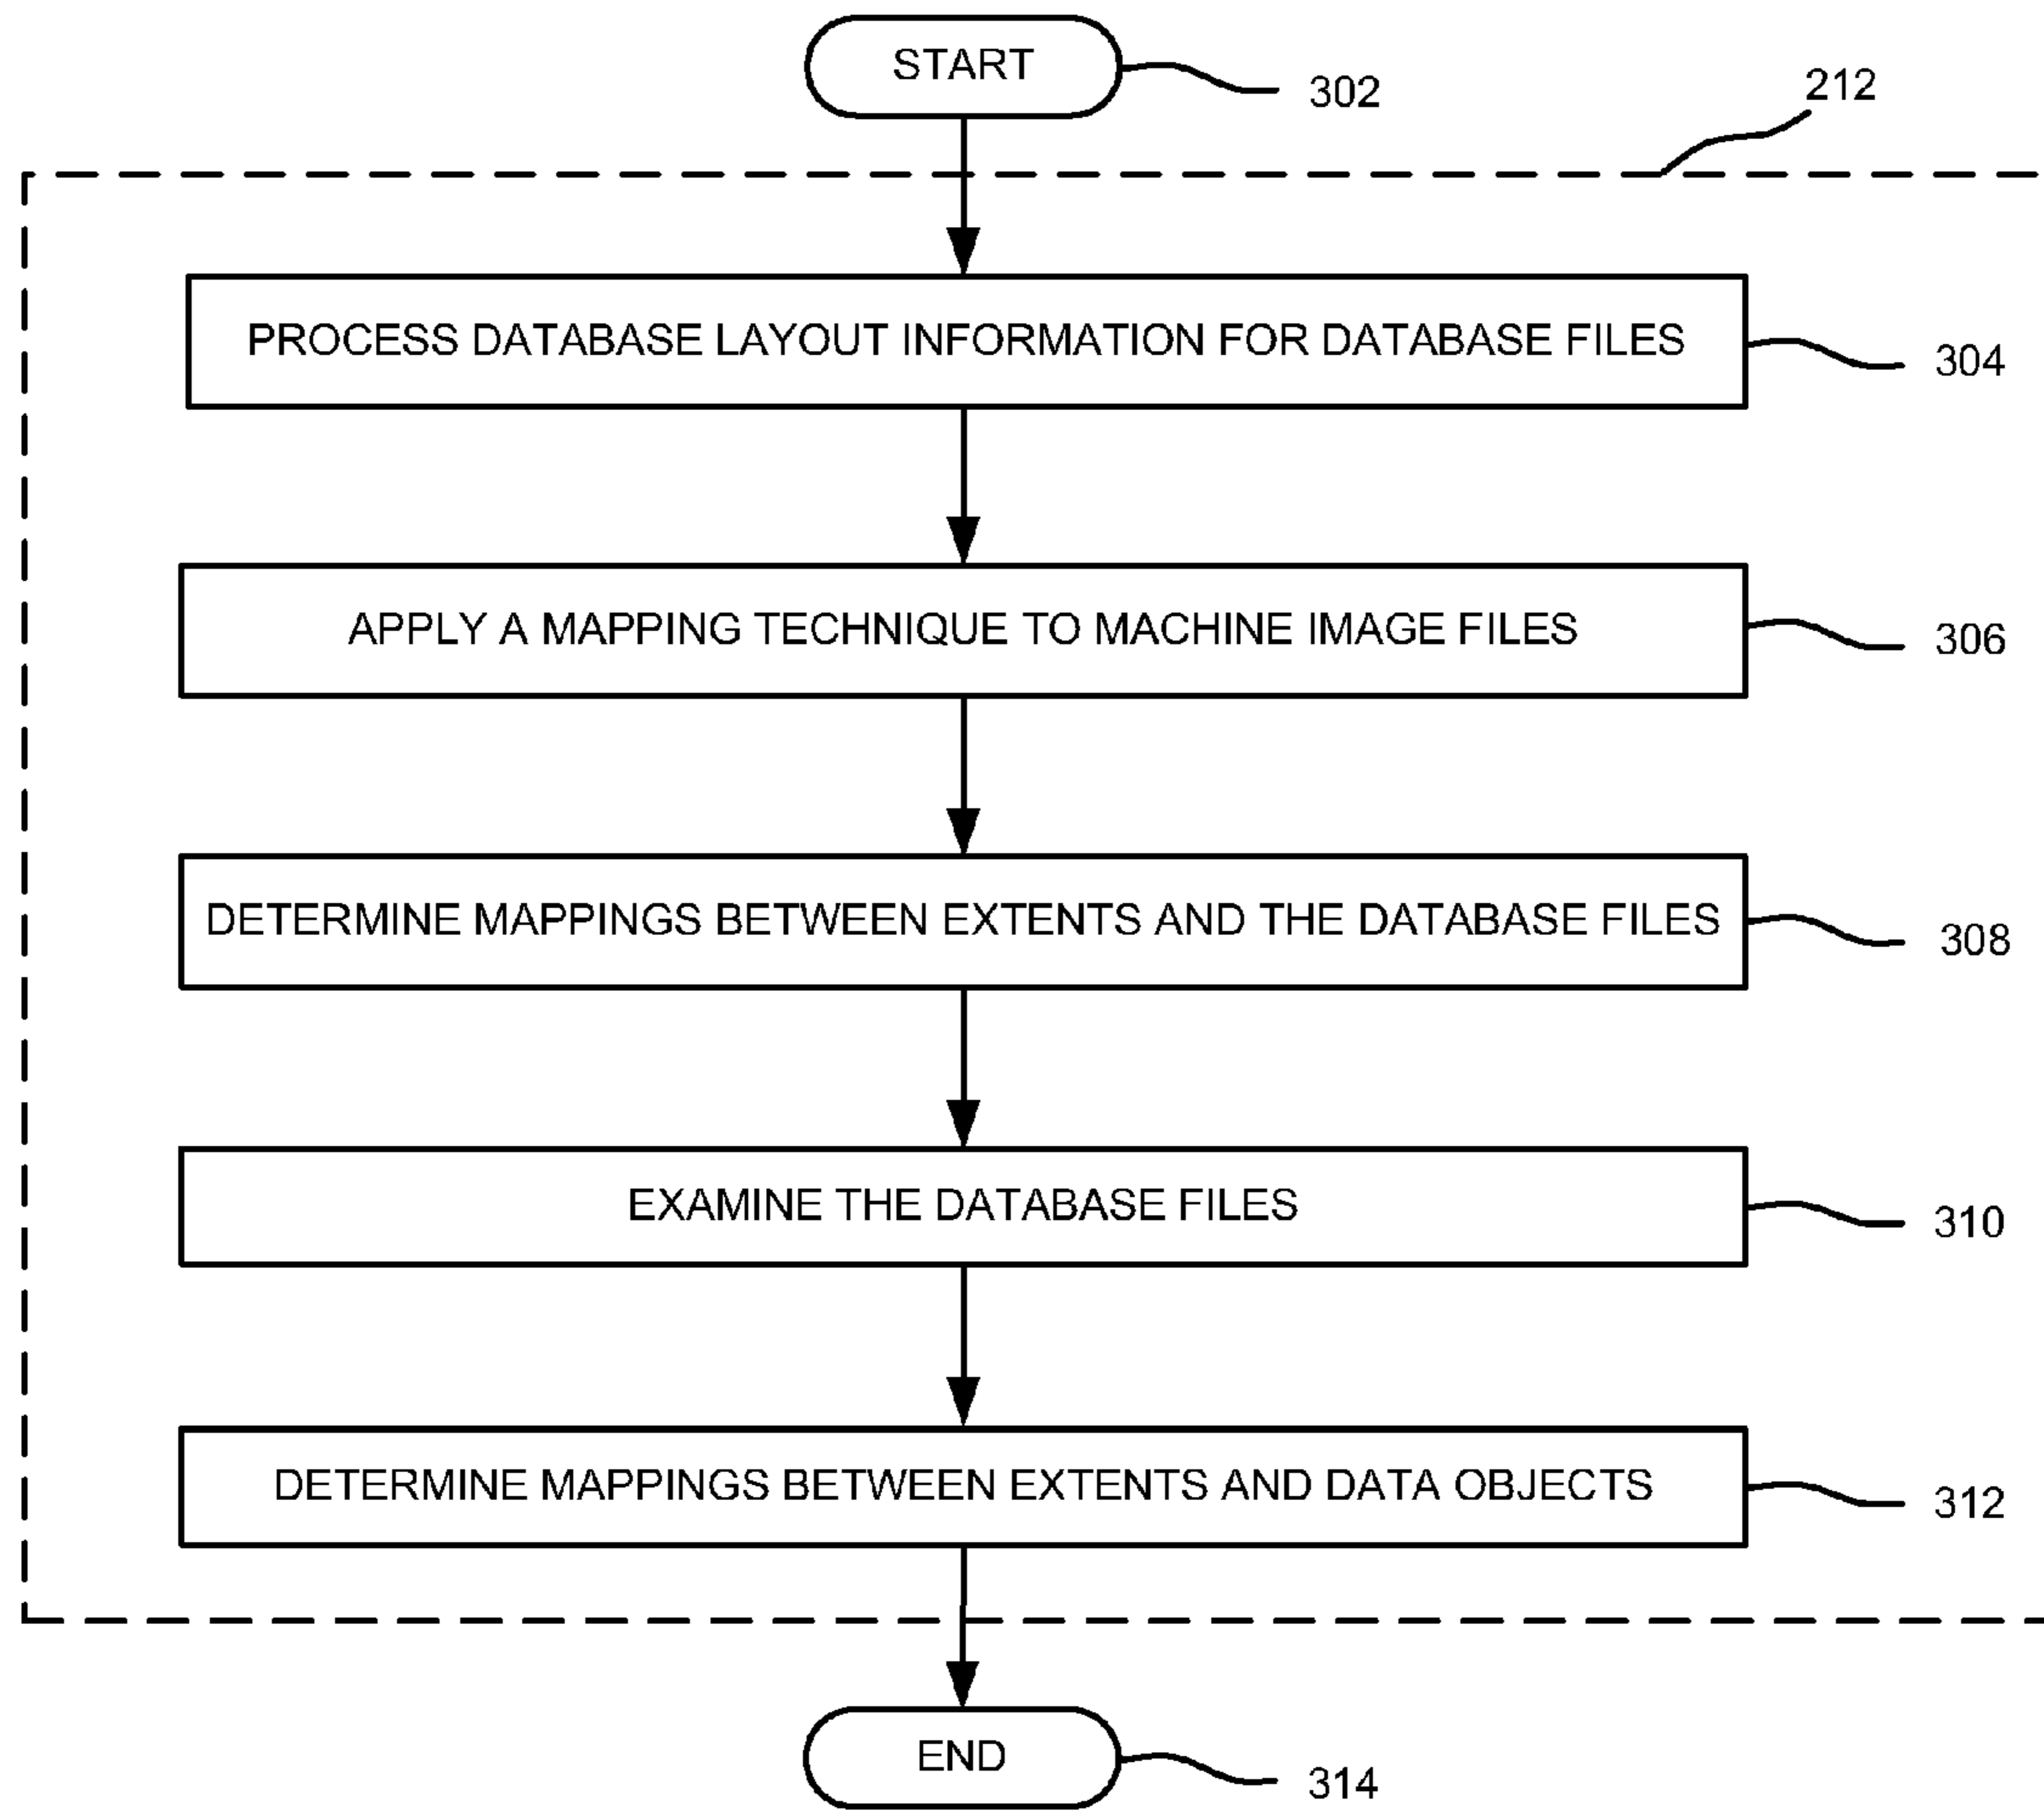 START
302
212
PROCESS DATABASE LAYOUT INFORMATION FOR DATABASE FILES
304
APPLY A MAPPING TECHNIQUE TO MACHINE IMAGE FILES
306
DETERMINE MAPPINGS BETWEEN EXTENTS AND THE DATABASE FILES
308
EXAMINE THE DATABASE FILES
310
DETERMINE MAPPINGS BETWEEN EXTENTS AND DATA OBJECTS
312
END
314